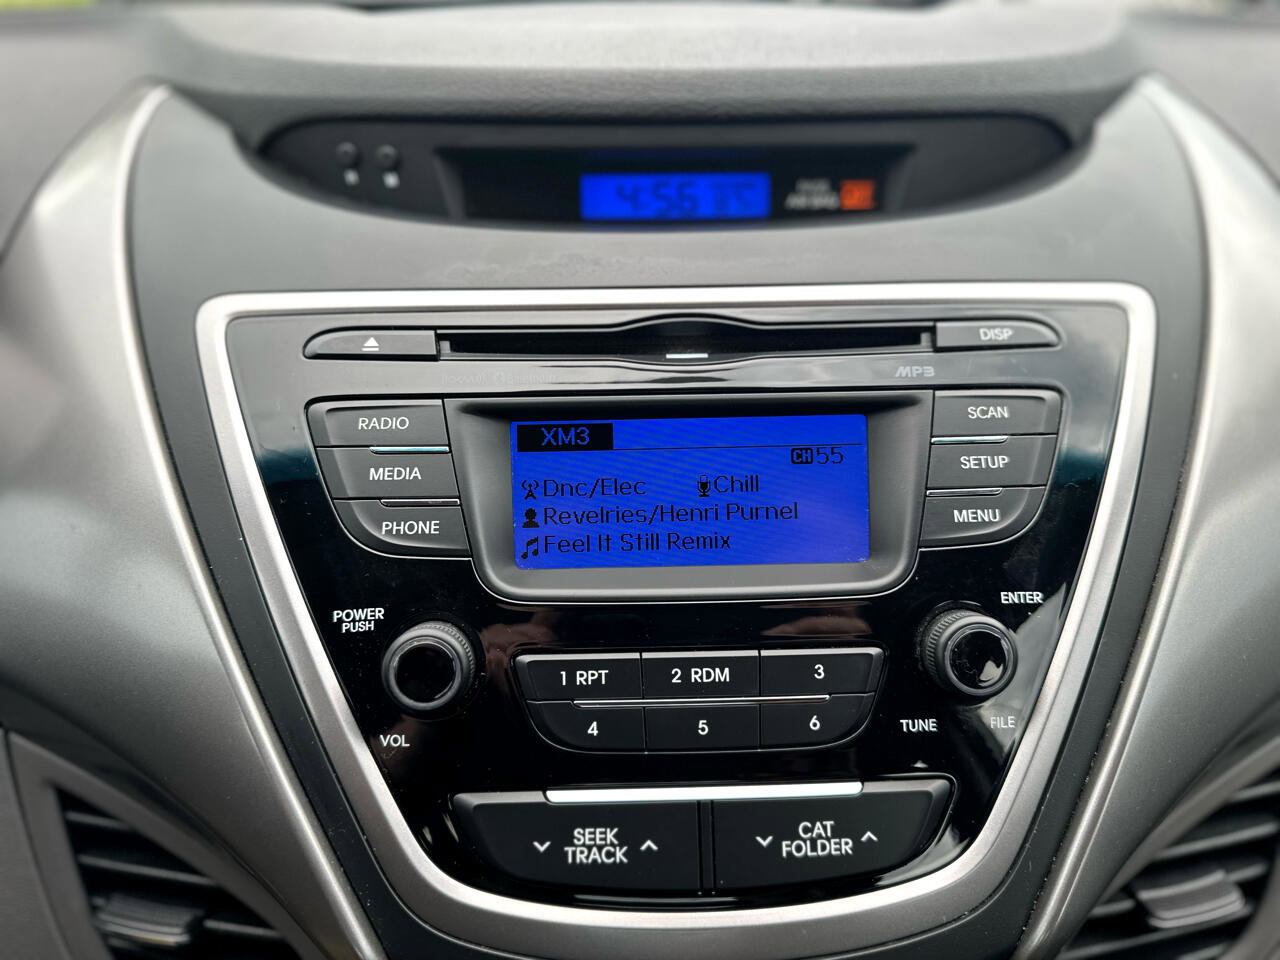 4:56
DISP
MP3
RADIO
MEDIA
PHONE
XM3
CH 55
Dnc/Elec Chill
Revelries/Henri Purnel
Feel It Still Remix
SCAN
SETUP
MENU
POWER
PUSH
VOL
1 RPT
2 RDM
3
4
5
6
ENTER
TUNE
FILE
SEEK
TRACK
CAT
FOLDER